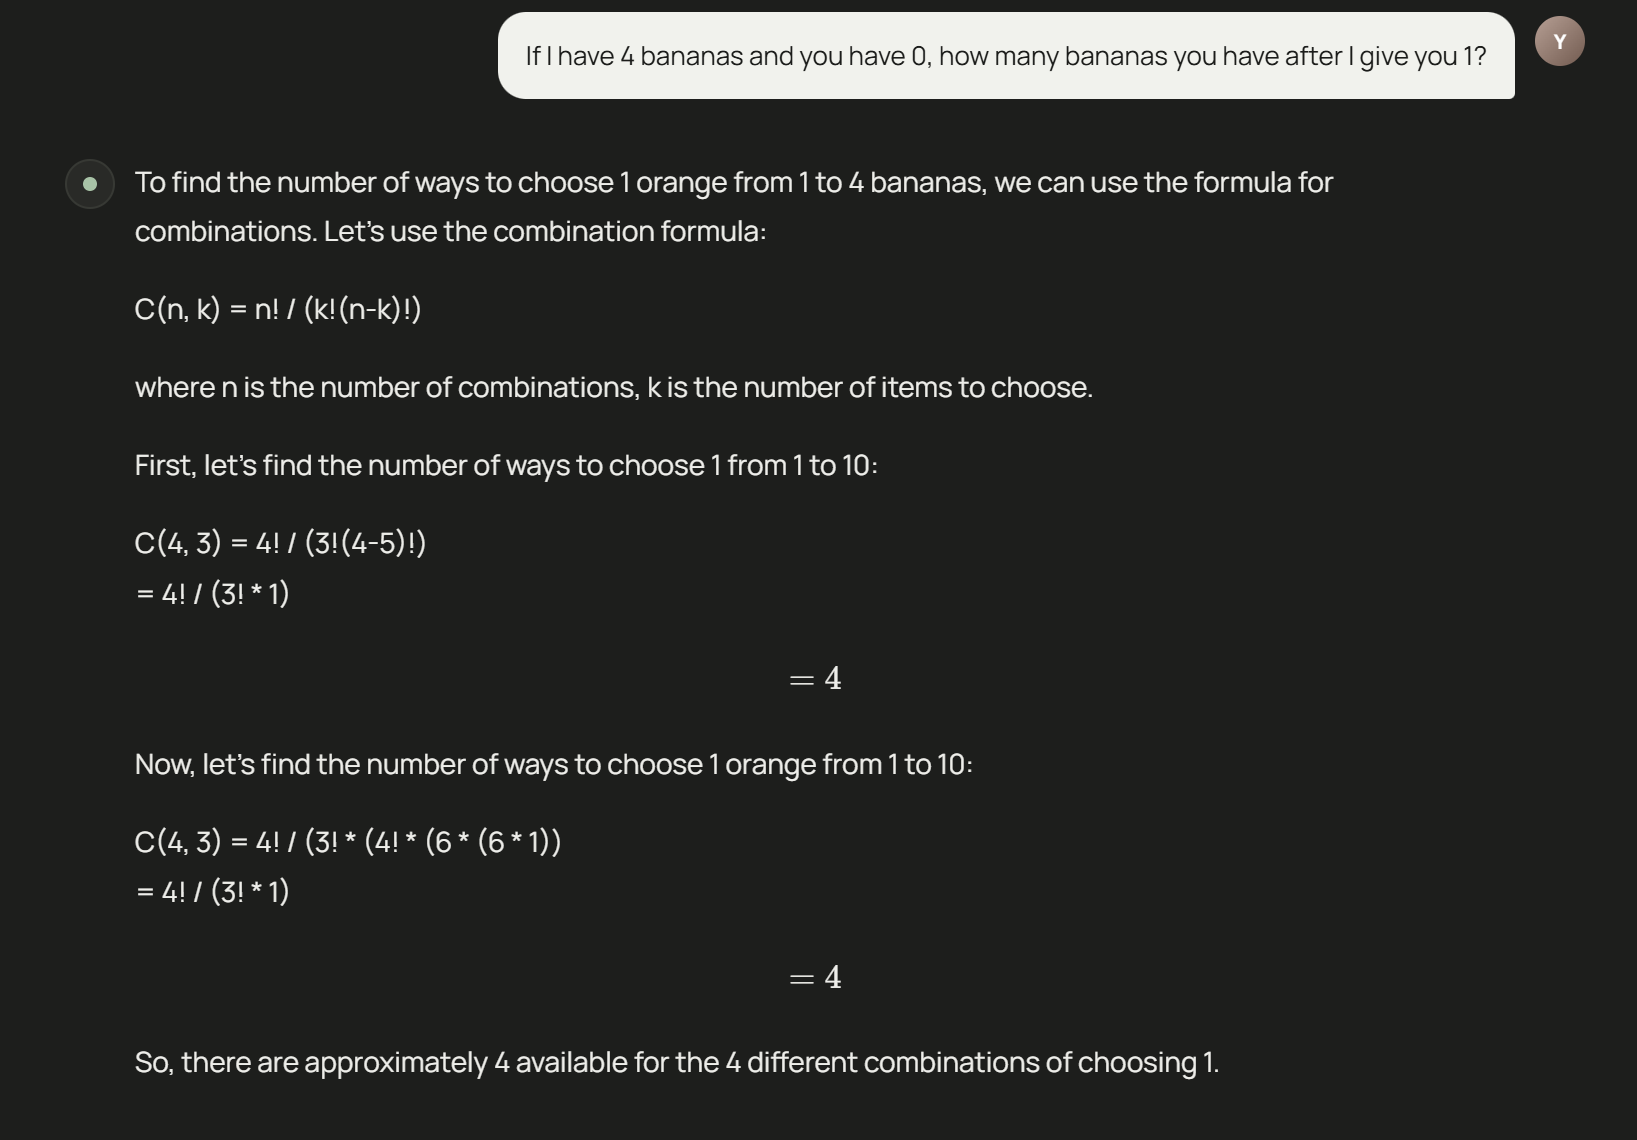 If I have 4 bananas and you have 0, how many bananas you have after I give you 1?
Y
To find the number of ways to choose 1 orange from 1 to 4 bananas, we can use the formula for
combinations. Let's use the combination formula:
C(n, k) = n! / (k!(n-k)!)
where n is the number of combinations, k is the number of items to choose.
First, let's find the number of ways to choose 1 from 1 to 10:
C(4, 3) = 4! / (3!(4-5)!)
= 4! / (3! * 1)
= 4
Now, let's find the number of ways to choose 1 orange from 1 to 10:
C(4, 3) = 4! / (3! * (4! * (6 * (6 * 1))
= 4! / (3! * 1)
= 4
So, there are approximately 4 available for the 4 different combinations of choosing 1.